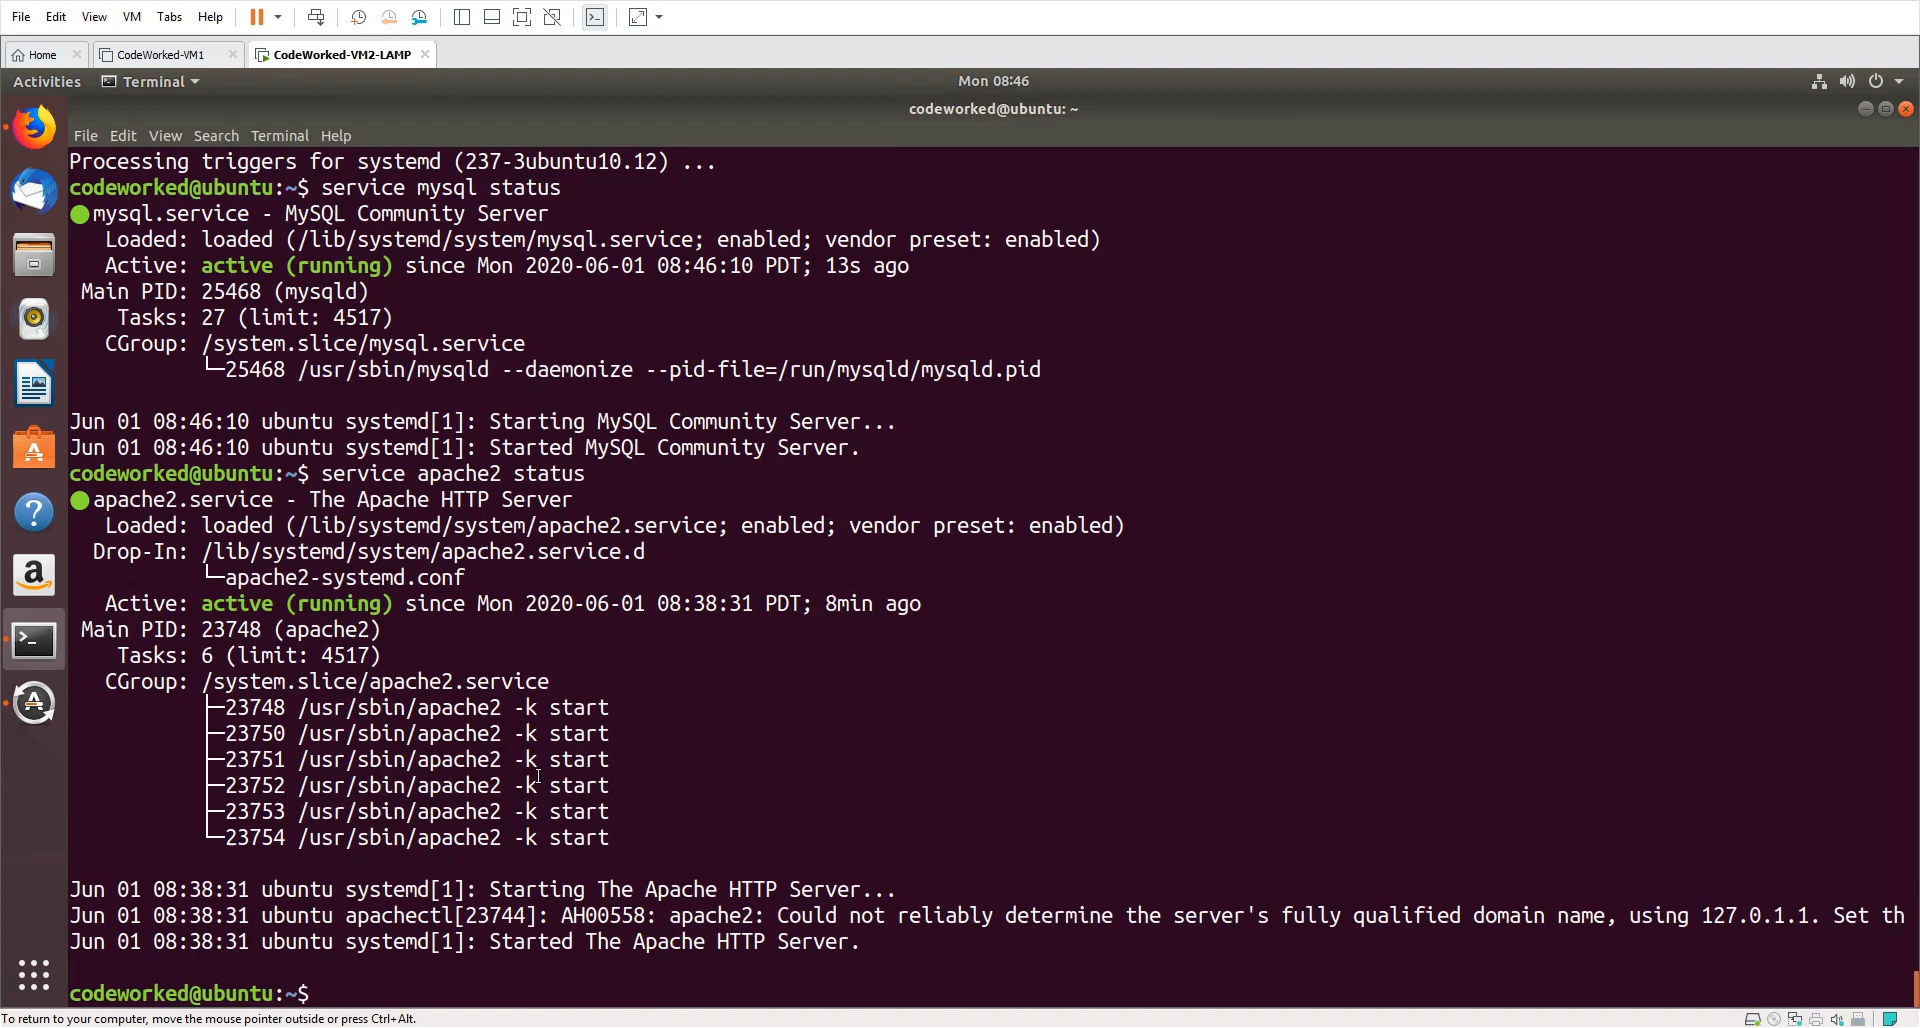 File Edit View VM Tabs Help
Home CodeWorked-VM1 CodeWorked-VM2-LAMP
Activities Terminal Mon 08:46
codeworked@ubuntu: ~
File Edit View Search Terminal Help
Processing triggers for systemd (237-3ubuntu10.12) ...
codeworked@ubuntu:~$ service mysql status
mysql.service - MySQL Community Server
Loaded: loaded (/lib/systemd/system/mysql.service; enabled; vendor preset: enabled)
Active: active (running) since Mon 2020-06-01 08:46:10 PDT; 13s ago
Main PID: 25468 (mysqld)
Tasks: 27 (limit: 4517)
CGroup: /system.slice/mysql.service
└─25468 /usr/sbin/mysqld --daemonize --pid-file=/run/mysqld/mysqld.pid
Jun 01 08:46:10 ubuntu systemd[1]: Starting MySQL Community Server...
Jun 01 08:46:10 ubuntu systemd[1]: Started MySQL Community Server.
codeworked@ubuntu:~$ service apache2 status
apache2.service - The Apache HTTP Server
Loaded: loaded (/lib/systemd/system/apache2.service; enabled; vendor preset: enabled)
Drop-In: /lib/systemd/system/apache2.service.d
└─apache2-systemd.conf
Active: active (running) since Mon 2020-06-01 08:38:31 PDT; 8min ago
Main PID: 23748 (apache2)
Tasks: 6 (limit: 4517)
CGroup: /system.slice/apache2.service
├─23748 /usr/sbin/apache2 -k start
├─23750 /usr/sbin/apache2 -k start
├─23751 /usr/sbin/apache2 -k start
├─23752 /usr/sbin/apache2 -k start
├─23753 /usr/sbin/apache2 -k start
└─23754 /usr/sbin/apache2 -k start
Jun 01 08:38:31 ubuntu systemd[1]: Starting The Apache HTTP Server...
Jun 01 08:38:31 ubuntu apachectl[23744]: AH00558: apache2: Could not reliably determine the server's fully qualified domain name, using 127.0.1.1. Set th
Jun 01 08:38:31 ubuntu systemd[1]: Started The Apache HTTP Server.
codeworked@ubuntu:~$
To return to your computer, move the mouse pointer outside or press Ctrl+Alt.